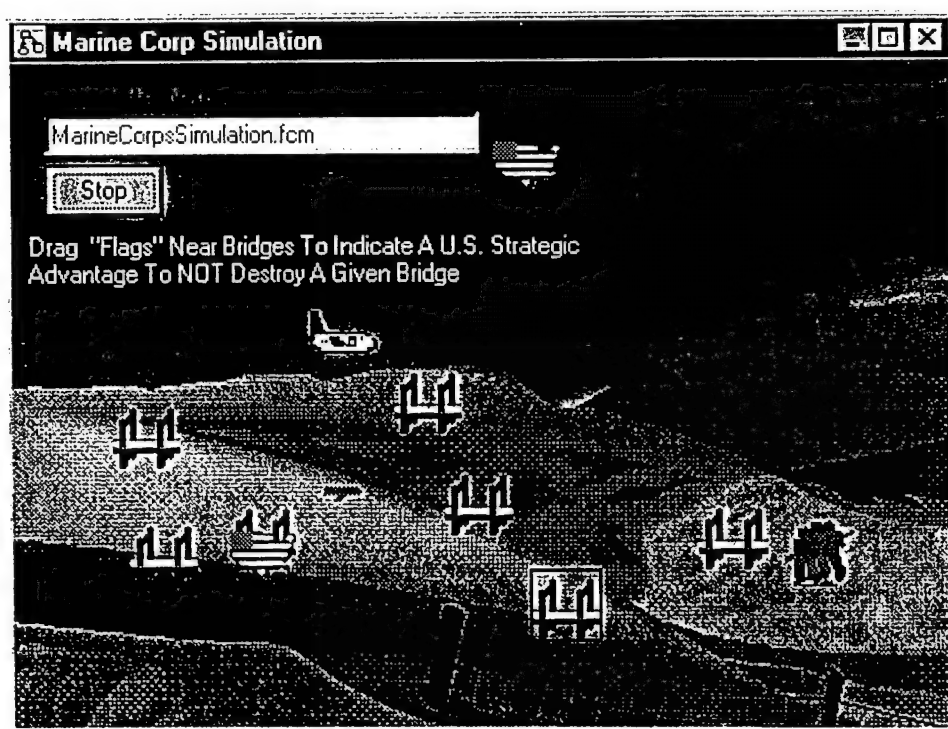 Marine Corp Simulation
MarineCorpsSimulation.fcm
Stop
Drag "Flags" Near Bridges To Indicate A U.S. Strategic
Advantage To NOT Destroy A Given Bridge